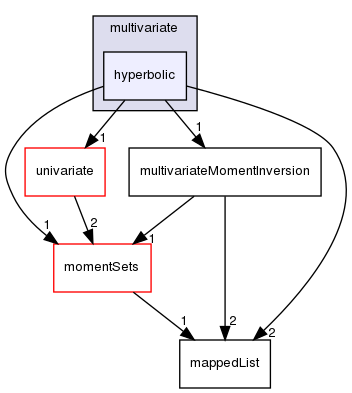 multivariate
hyperbolic
1
1
univariate
multivariateMomentInversion
1
2
1
momentSets
1
2
2
mappedList